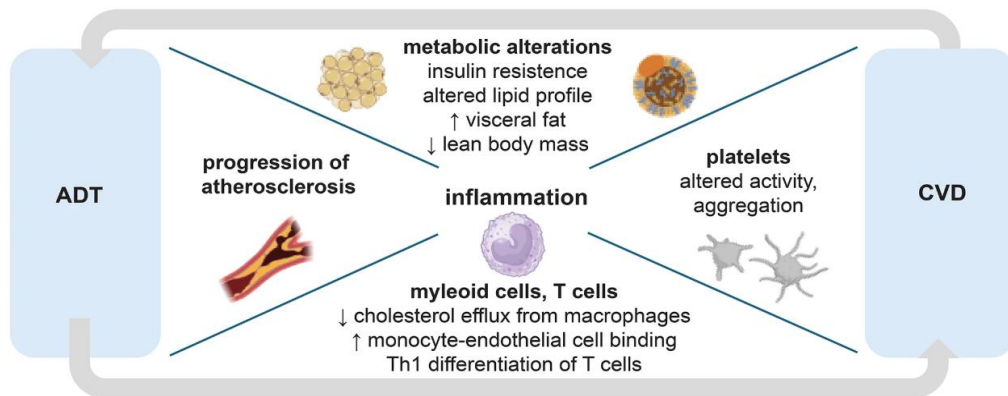 metabolic alterations
insulin resistence
altered lipid profile
↑ visceral fat
↓ lean body mass
ADT
progression of
atherosclerosis
inflammation
platelets
altered activity,
aggregation
CVD
myleoid cells, T cells
↓ cholesterol efflux from macrophages
↑ monocyte-endothelial cell binding
Th1 differentiation of T cells